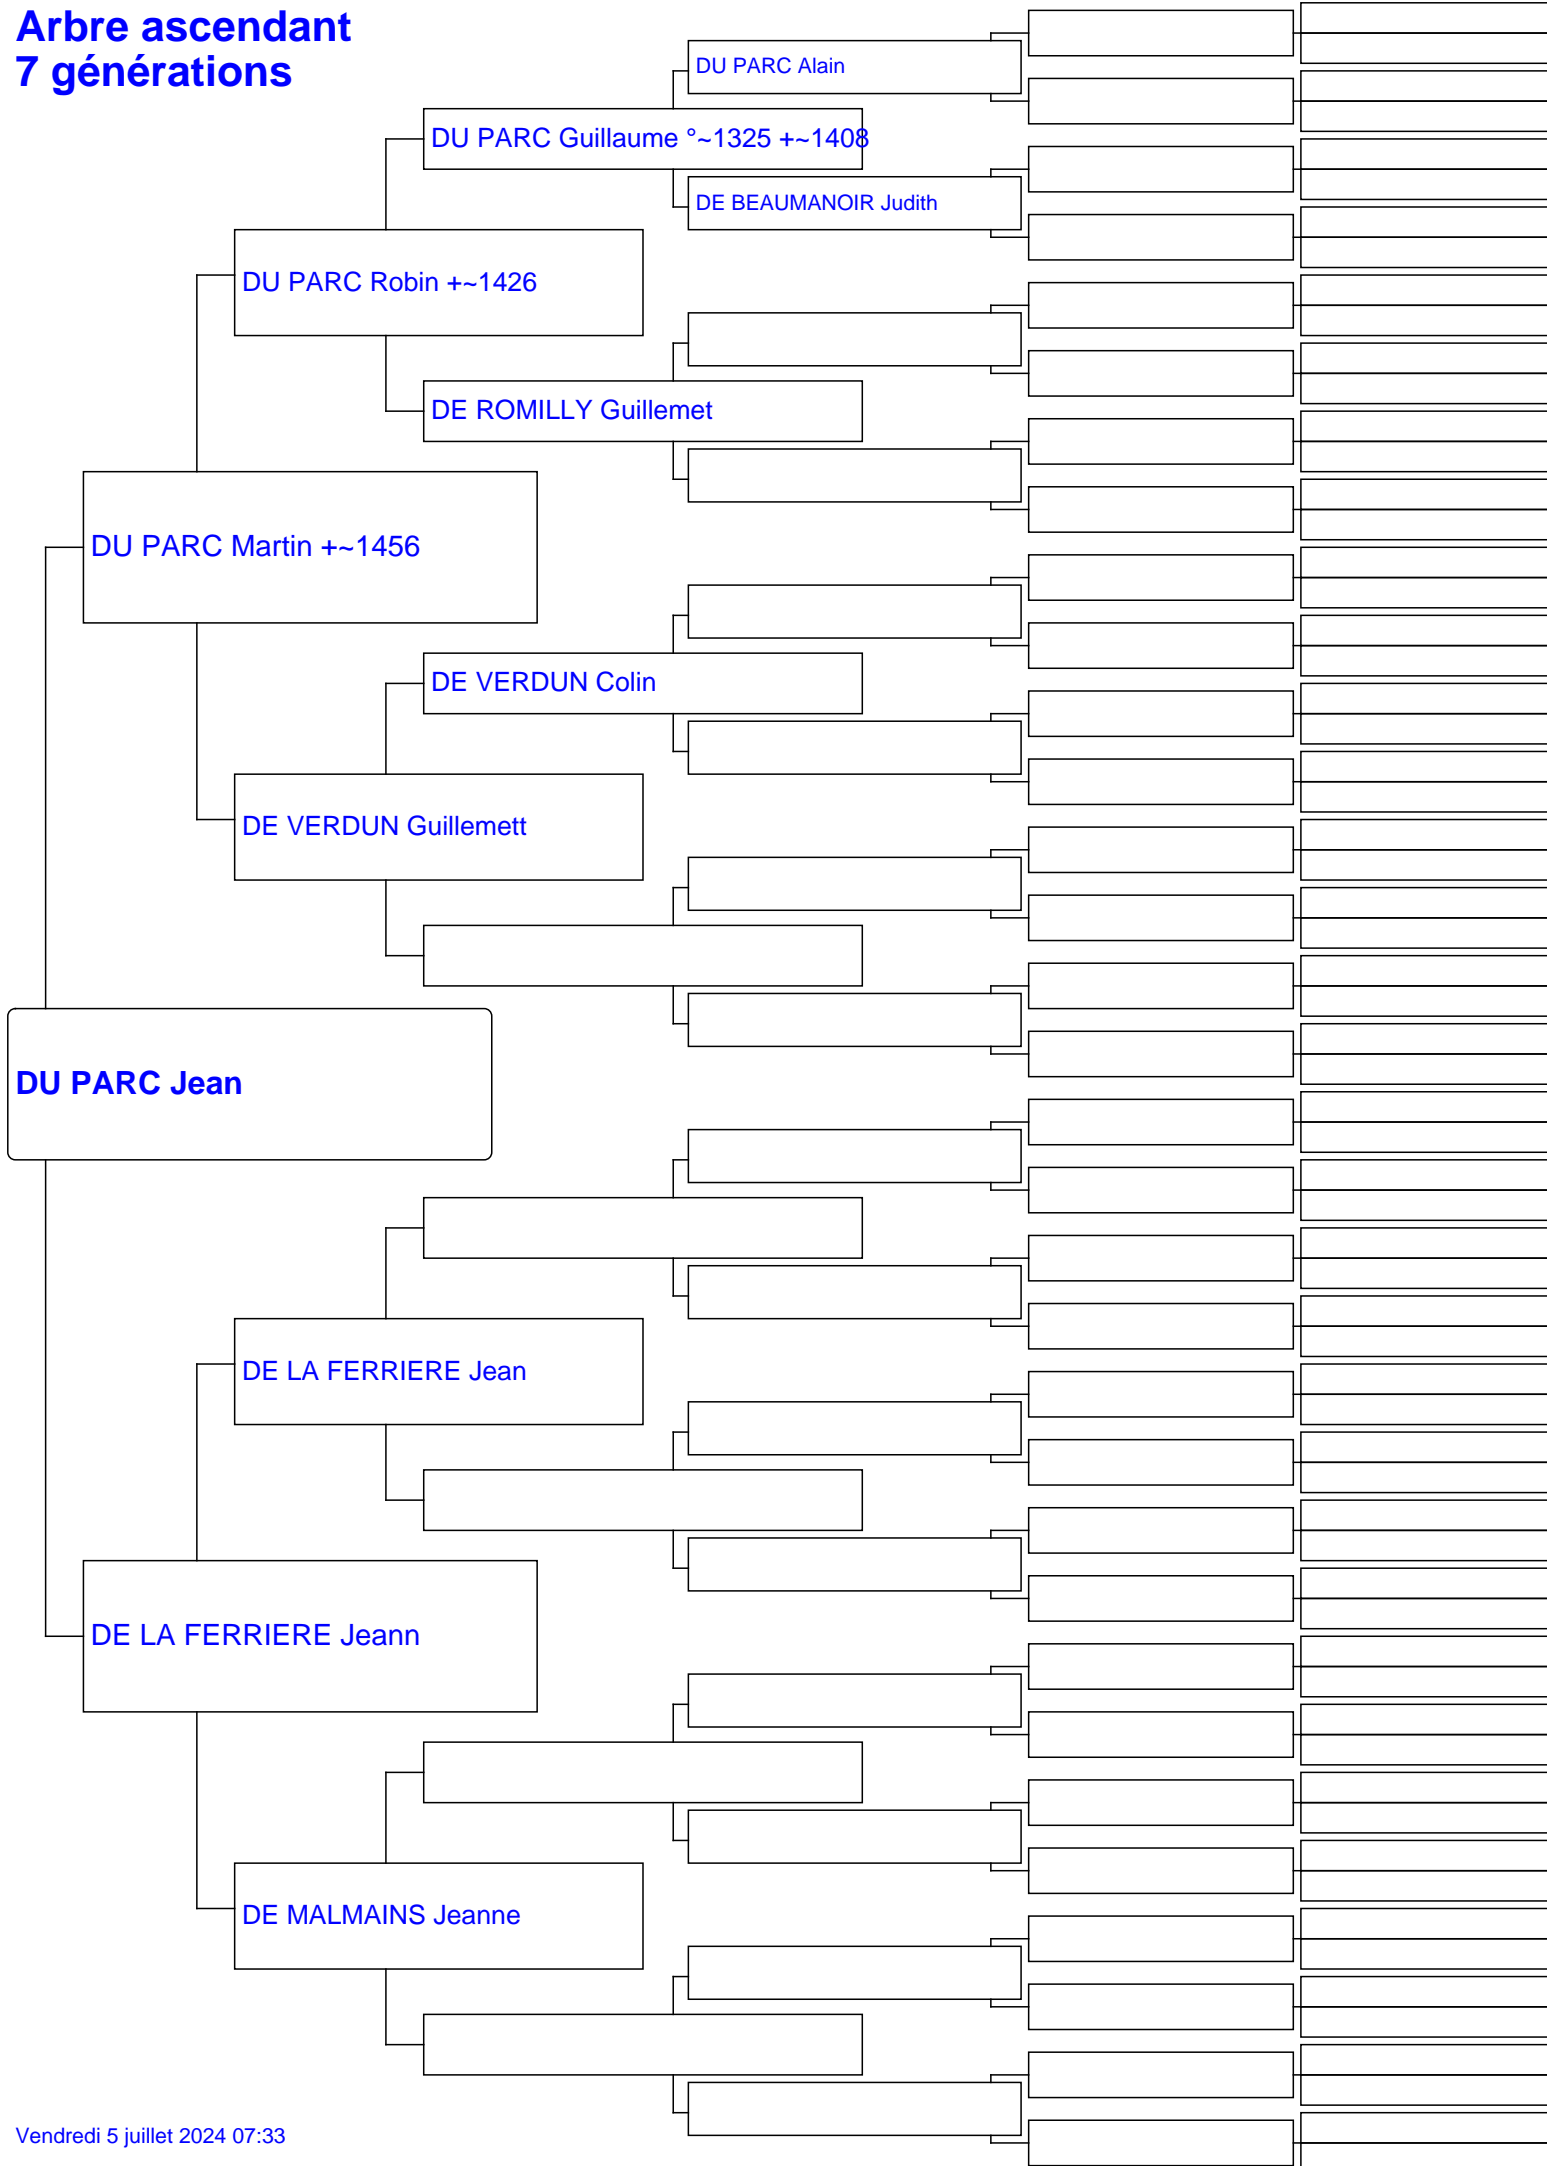 Arbre ascendant
7 générations
DU PARC Alain
DU PARC Guillaume °~1325 +~1408
DE BEAUMANOIR Judith
DU PARC Robin +~1426
DE ROMILLY Guillemet
DU PARC Martin +~1456
DE VERDUN Colin
DE VERDUN Guillemett
DU PARC Jean
DE LA FERRIERE Jean
DE LA FERRIERE Jeann
DE MALMAINS Jeanne
Vendredi 5 juillet 2024 07:33